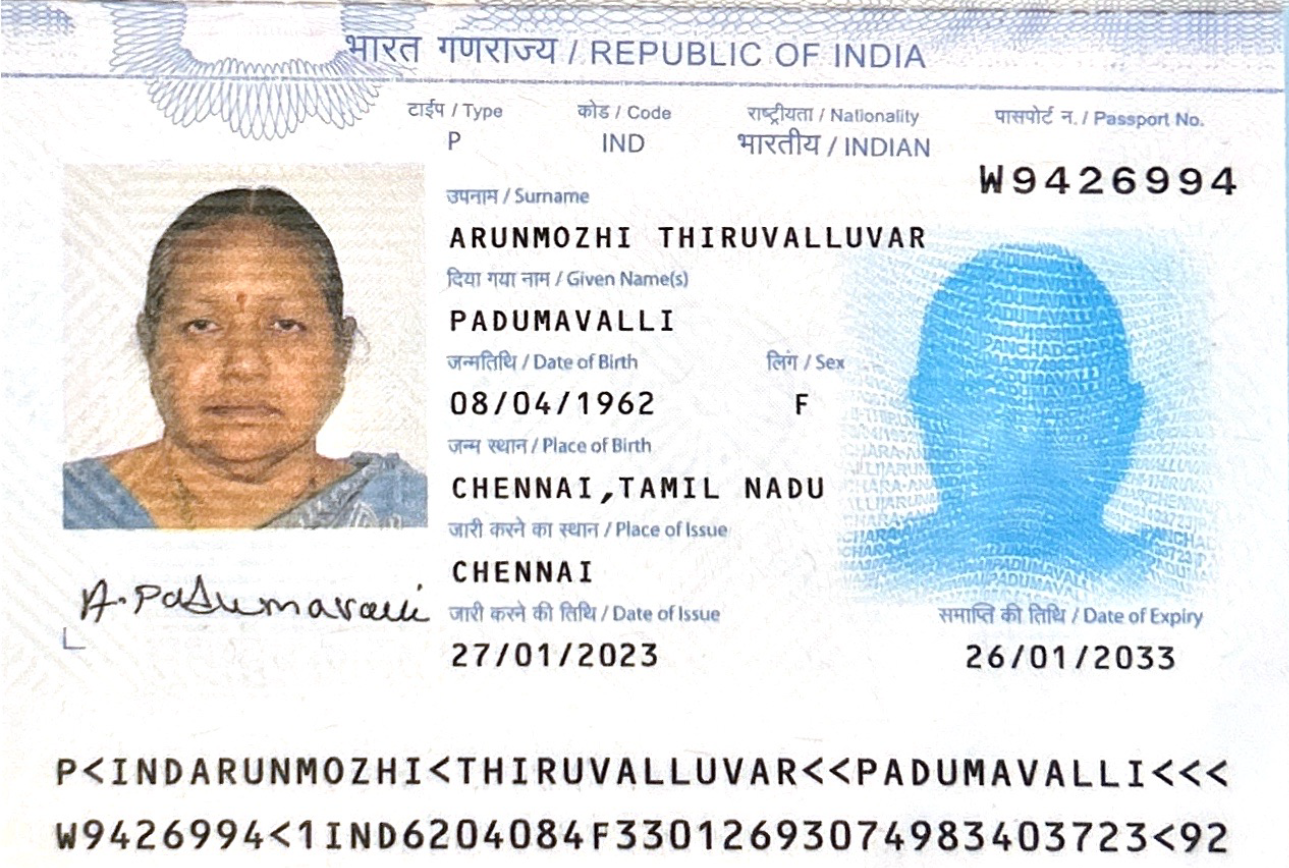 भारत गणराज्य / REPUBLIC OF INDIA
टाईप / Type कोड / Code राष्ट्रीयता / Nationality पासपोर्ट न. / Passport No.
P IND भारतीय / INDIAN W9426994
उपनाम / Surname
ARUNMOZHI THIRUVALLUVAR
दिया गया नाम / Given Name(s)
PADUMAVALLI
जन्मतिथि / Date of Birth लिंग / Sex
08/04/1962 F
जन्म स्थान / Place of Birth
CHENNAI,TAMIL NADU
जारी करने का स्थान / Place of Issue
CHENNAI
A.Padumavalli
जारी करने की तिथि / Date of Issue समाप्ति की तिथि / Date of Expiry
27/01/2023 26/01/2033
P<INDARUNMOZHI<THIRUVALLUVAR<<PADUMAVALLI<<<
W9426994<1IND6204084F33012693074983403723<92